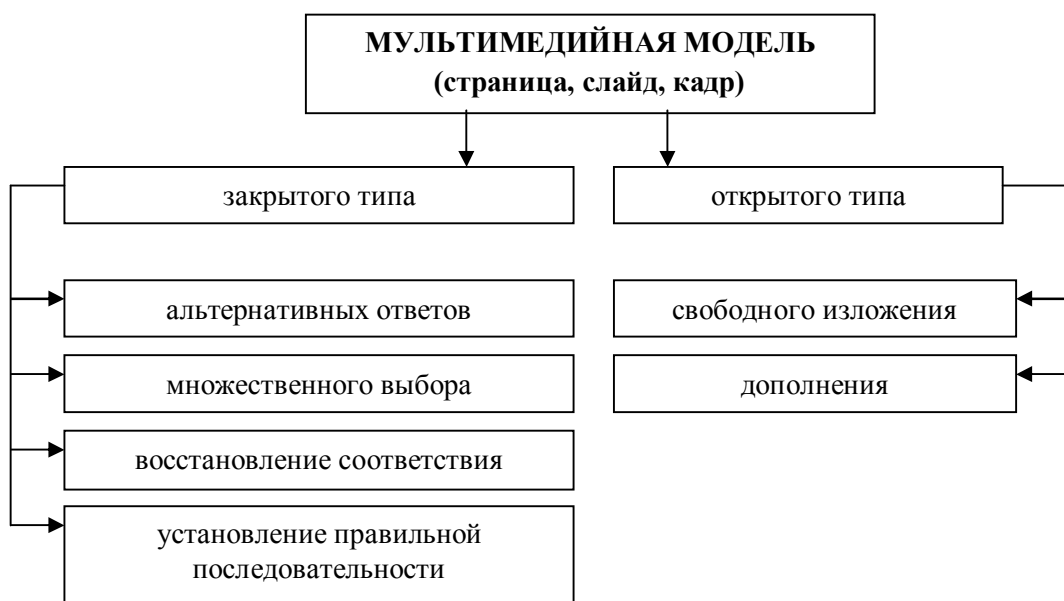 МУЛЬТИМЕДИЙНАЯ МОДЕЛЬ
(страница, слайд, кадр)
закрытого типа
открытого типа
альтернативных ответов
свободного изложения
множественного выбора
дополнения
восстановление соответствия
установление правильной
последовательности